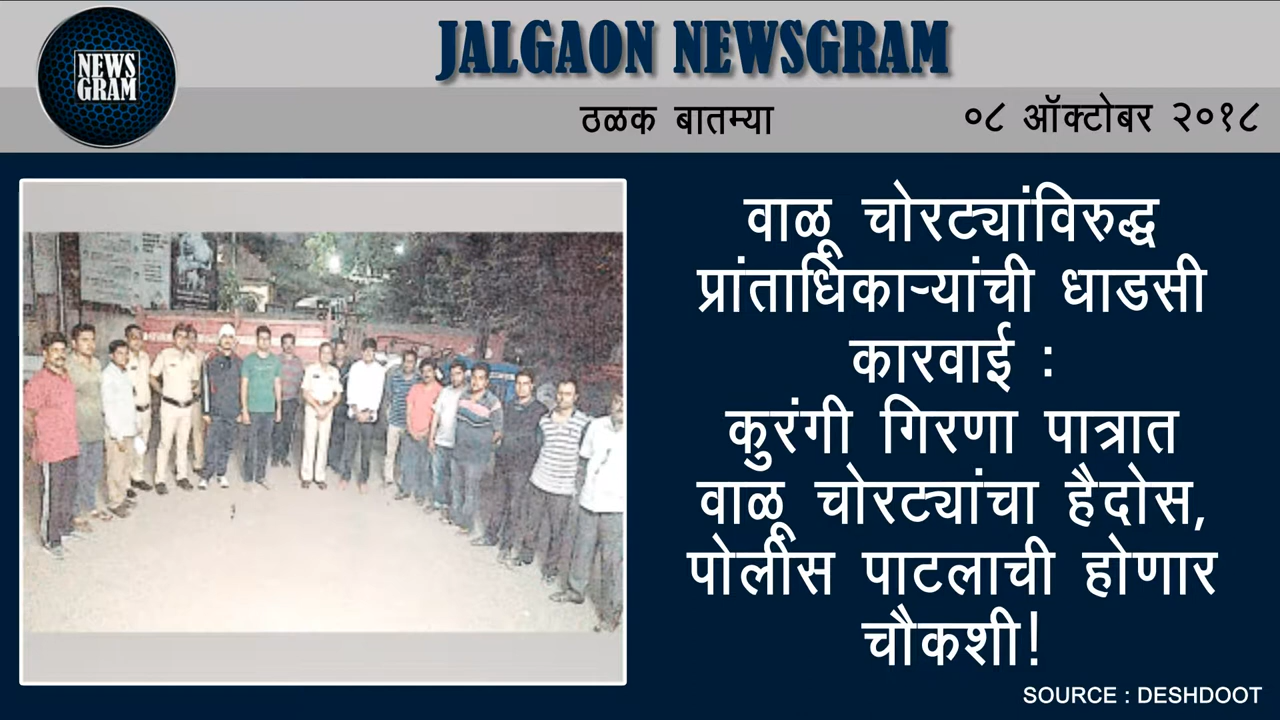 NEWS
GRAM
JALGAON NEWSGRAM
ठळक बातम्या
०८ ऑक्टोबर २०१८
वाळू चोरट्यांविरुद्ध
प्रांताधिकाऱ्यांची धाडसी
कारवाई :
कुरंगी गिरणा पात्रात
वाळू चोरट्यांचा हैदोस,
पोलीस पाटलाची होणार
चौकशी!
SOURCE : DESHDOOT